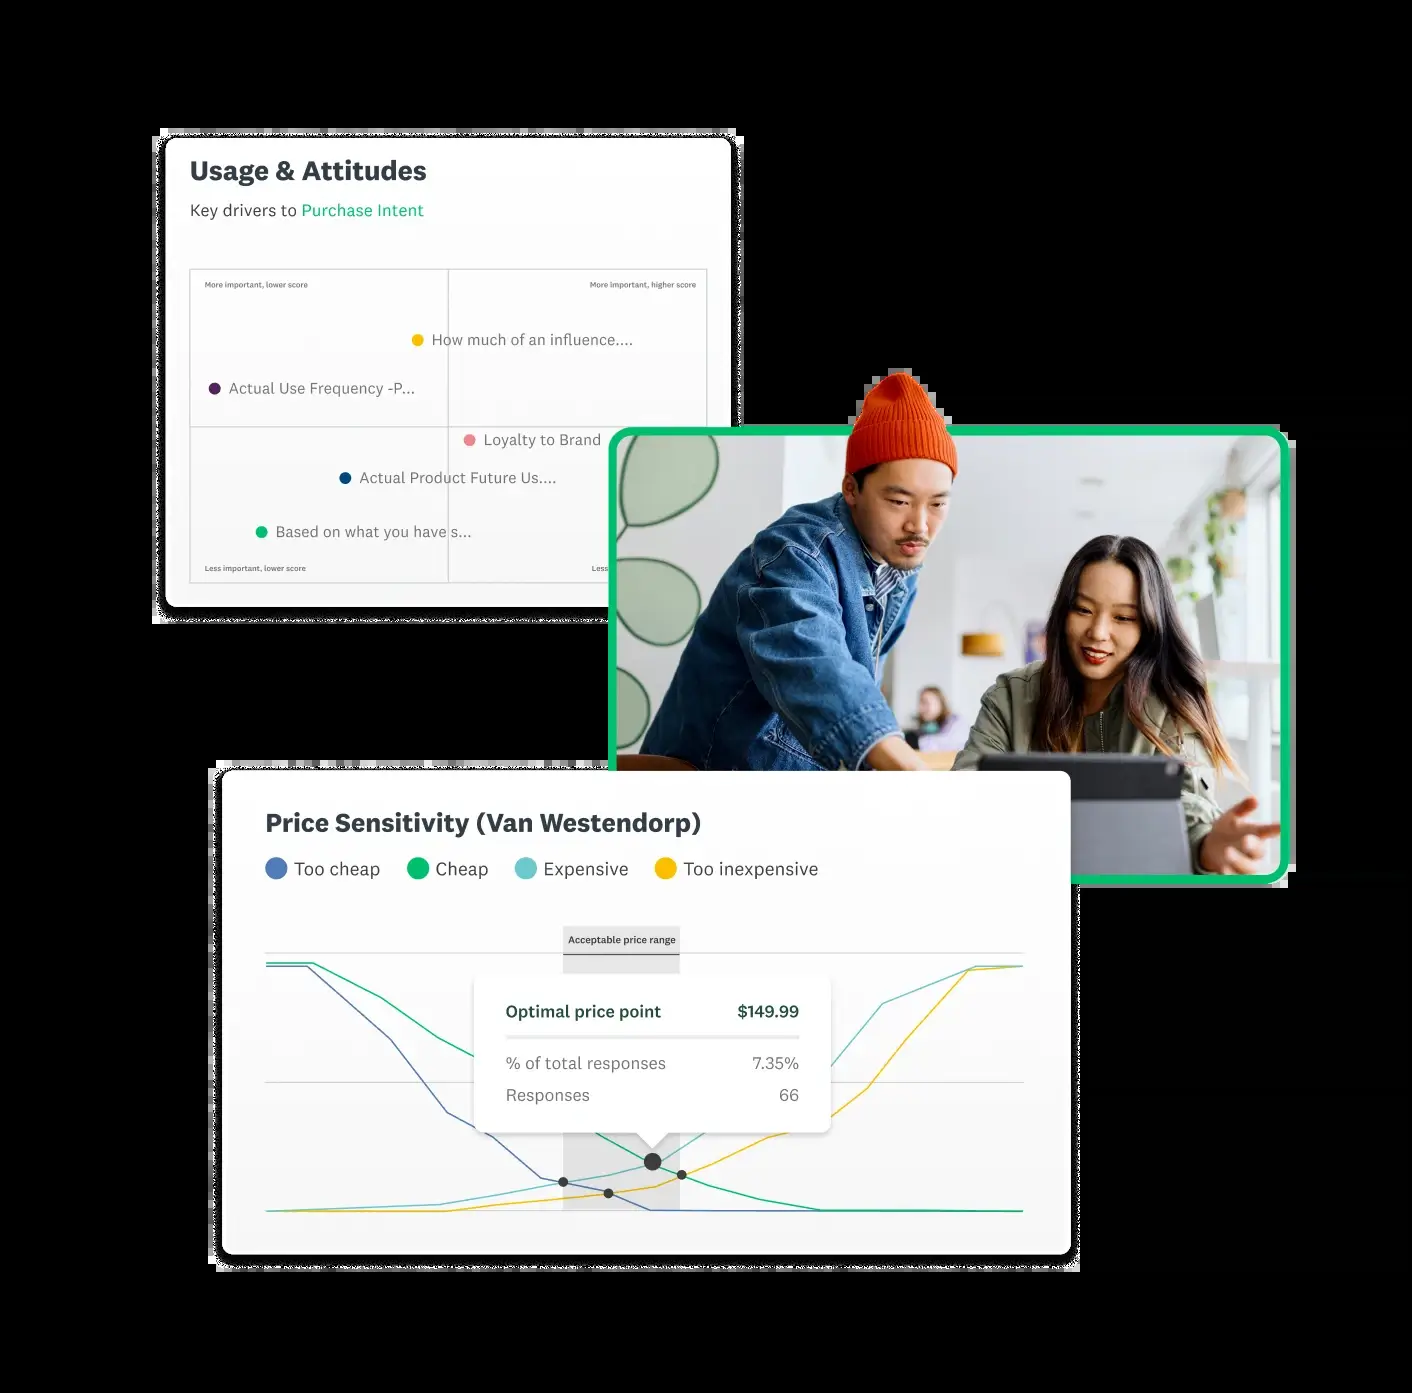 Usage & Attitudes
Key drivers to Purchase Intent
More important, lower score
More important, higher score
How much of an influence....
Actual Use Frequency -P...
Loyalty to Brand
Actual Product Future Us....
Based on what you have s...
Less important, lower score
Less
Price Sensitivity (Van Westendorp)
Too cheap
Cheap
Expensive
Too inexpensive
Acceptable price range
Optimal price point $149.99
% of total responses 7.35%
Responses 66